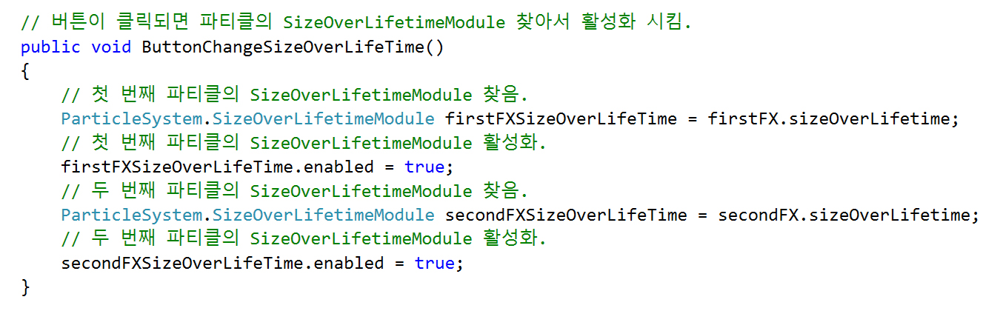 // 버튼이 클릭되면 파티클의 SizeOverLifetimeModule 찾아서 활성화 시킴.
public void ButtonChangeSizeOverLifeTime()
{
    // 첫 번째 파티클의 SizeOverLifetimeModule 찾음.
    ParticleSystem.SizeOverLifetimeModule firstFXSizeOverLifeTime = firstFX.sizeOverLifetime;
    // 첫 번째 파티클의 SizeOverLifetimeModule 활성화.
    firstFXSizeOverLifeTime.enabled = true;
    // 두 번째 파티클의 SizeOverLifetimeModule 찾음.
    ParticleSystem.SizeOverLifetimeModule secondFXSizeOverLifeTime = secondFX.sizeOverLifetime;
    // 두 번째 파티클의 SizeOverLifetimeModule 활성화.
    secondFXSizeOverLifeTime.enabled = true;
}